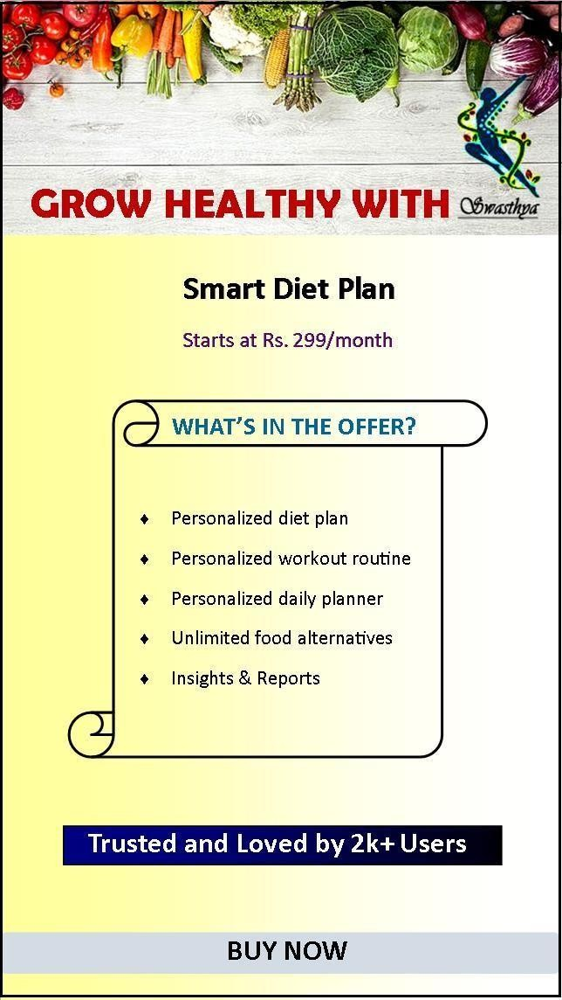 GROW HEALTHY WITH Swasthya
Smart Diet Plan
Starts at Rs. 299/month
WHAT’S IN THE OFFER?
♦ Personalized diet plan
♦ Personalized workout routine
♦ Personalized daily planner
♦ Unlimited food alternatives
♦ Insights & Reports
Trusted and Loved by 2k+ Users
BUY NOW